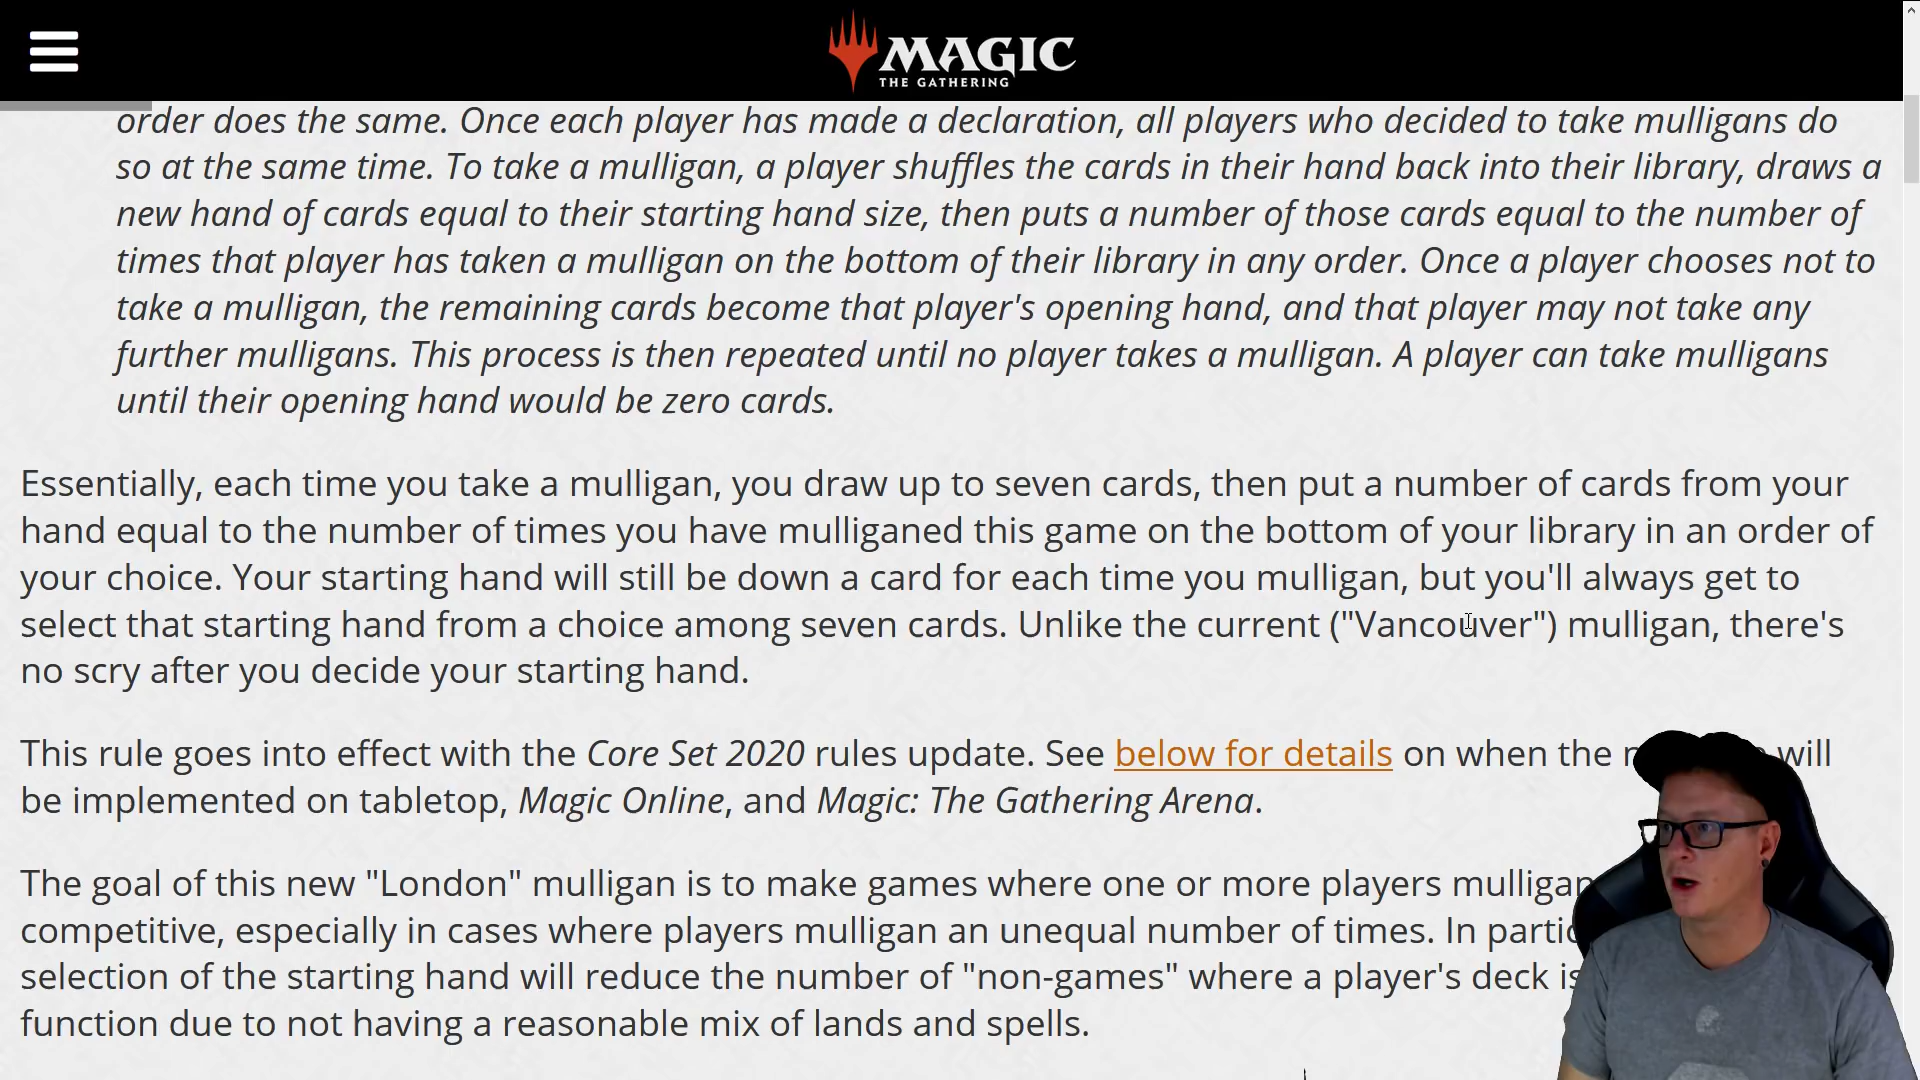 MAGIC
THE GATHERING
order does the same. Once each player has made a declaration, all players who decided to take mulligans do
so at the same time. To take a mulligan, a player shuffles the cards in their hand back into their library, draws a
new hand of cards equal to their starting hand size, then puts a number of those cards equal to the number of
times that player has taken a mulligan on the bottom of their library in any order. Once a player chooses not to
take a mulligan, the remaining cards become that player's opening hand, and that player may not take any
further mulligans. This process is then repeated until no player takes a mulligan. A player can take mulligans
until their opening hand would be zero cards.
Essentially, each time you take a mulligan, you draw up to seven cards, then put a number of cards from your
hand equal to the number of times you have mulliganed this game on the bottom of your library in an order of
your choice. Your starting hand will still be down a card for each time you mulligan, but you'll always get to
select that starting hand from a choice among seven cards. Unlike the current ("Vancouver") mulligan, there's
no scry after you decide your starting hand.
This rule goes into effect with the Core Set 2020 rules update. See below for details on when the will
be implemented on tabletop, Magic Online, and Magic: The Gathering Arena.
The goal of this new "London" mulligan is to make games where one or more players mulligan
competitive, especially in cases where players mulligan an unequal number of times. In
selection of the starting hand will reduce the number of "non-games" where a player's deck
function due to not having a reasonable mix of lands and spells.